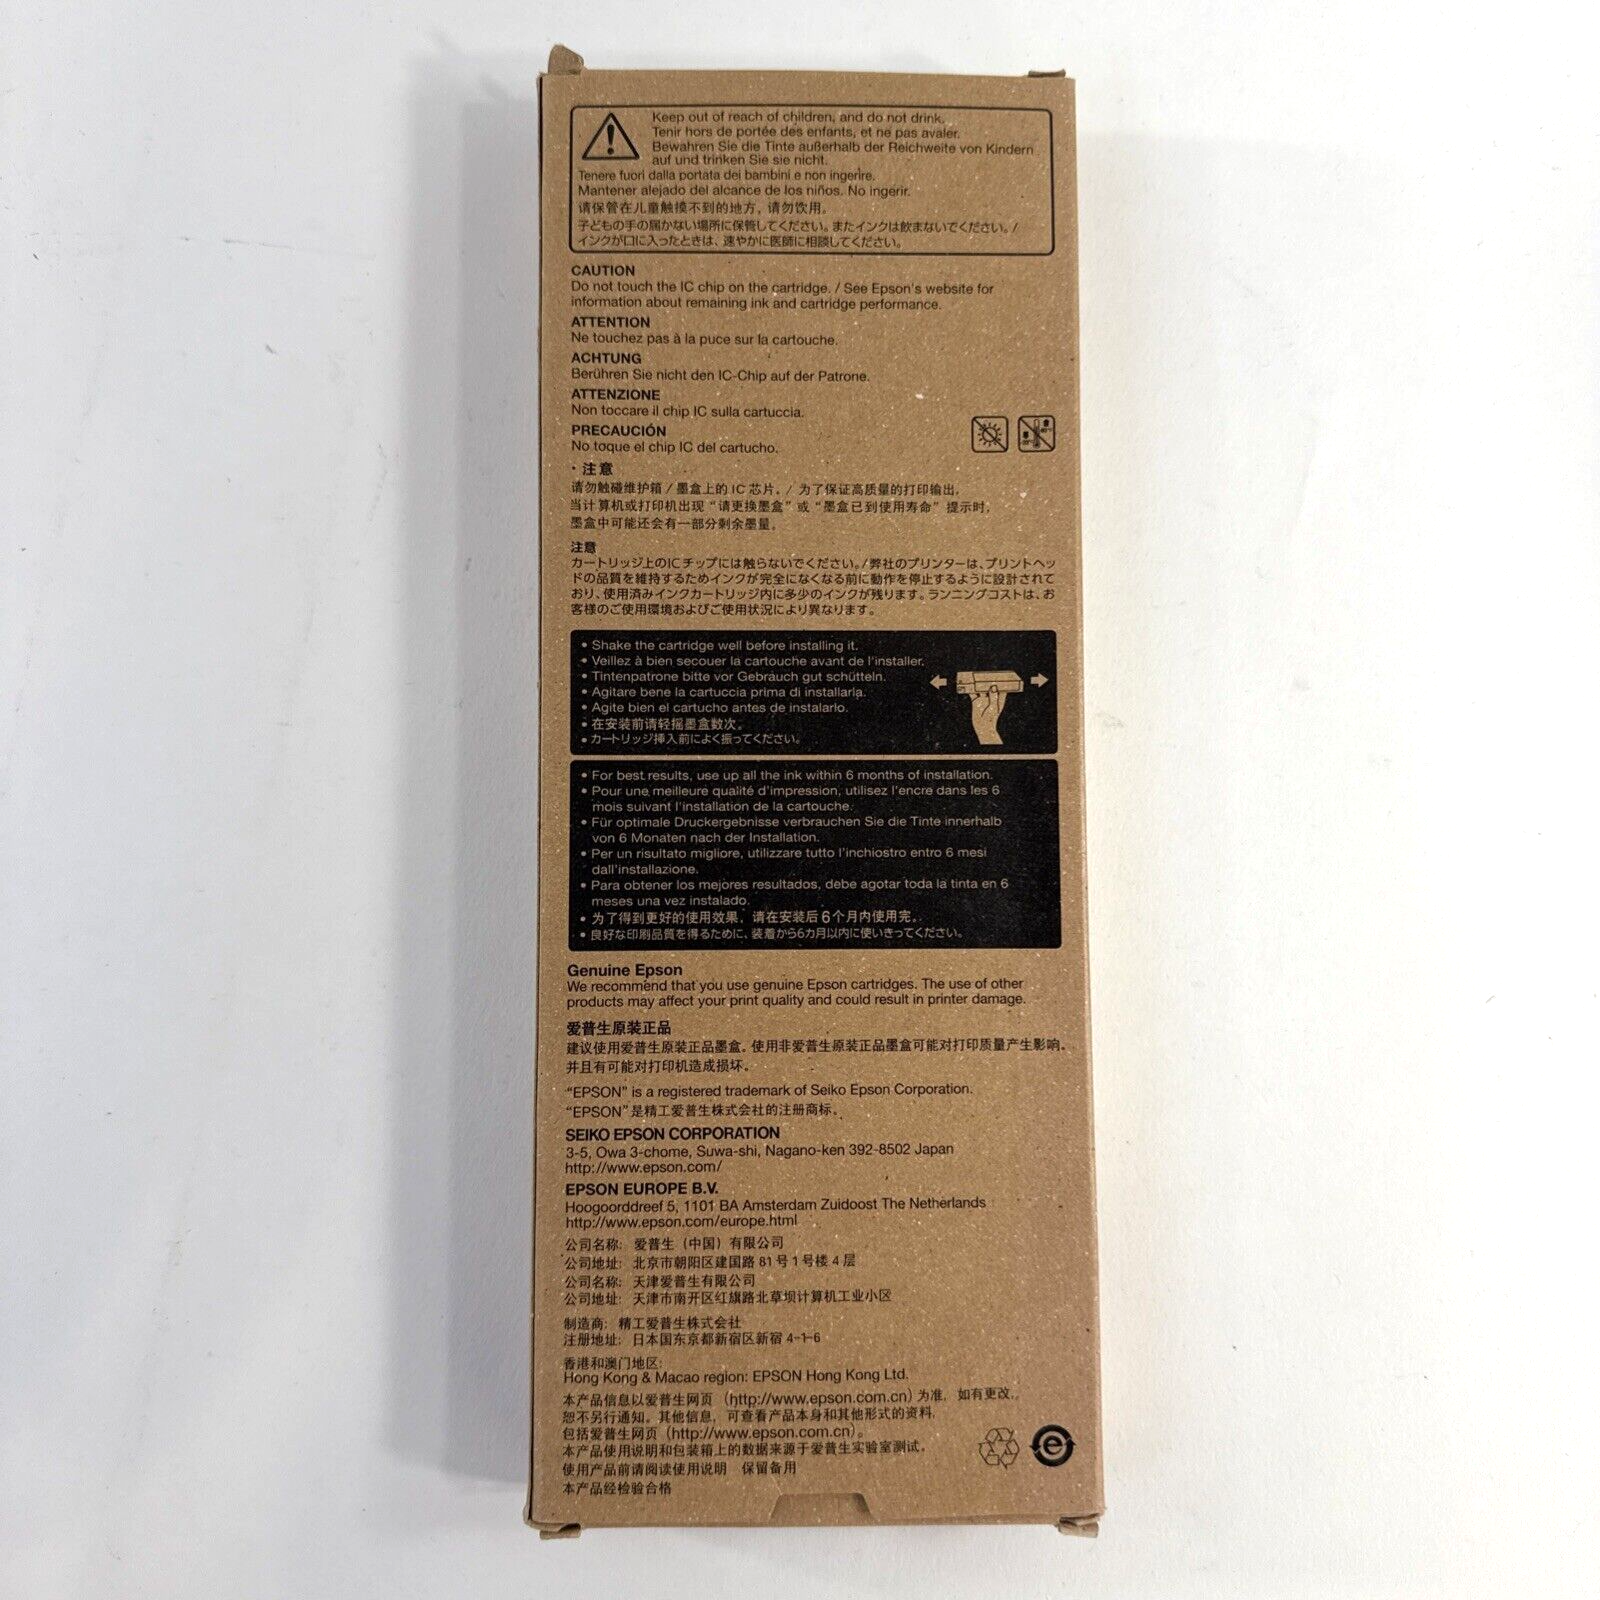 Keep out of reach of children, and do not drink.
Tenir hors de portée des enfants, et ne pas avaler.
Bewahren Sie die Tinte außerhalb der Reichweite von Kindern
auf und trinken Sie sie nicht.
Tenere fuori dalla portata dei bambini e non ingerire.
Mantener alejado del alcance de los niños. No ingerir.
请保管在儿童触摸不到的地方，请勿饮用。
子どもの手の届かない場所に保管してください。またインクは飲まないでください。/
インクが口に入ったときは、速やかに医師に相談してください。
CAUTION
Do not touch the IC chip on the cartridge. / See Epson's website for
information about remaining ink and cartridge performance.
ATTENTION
Ne touchez pas à la puce sur la cartouche.
ACHTUNG
Berühren Sie nicht den IC-Chip auf der Patrone.
ATTENZIONE
Non toccare il chip IC sulla cartuccia.
PRECAUCIÓN
No toque el chip IC del cartucho.
・注意
请勿触碰维护箱 / 墨盒上的 IC 芯片。/ 为了保证高质量的打印输出，
当计算机或打印机出现“请更换墨盒”或“墨盒已到使用寿命”提示时，
墨盒中可能还会有一部分剩余墨量。
注意
カートリッジ上のICチップには触らないでください。/弊社のプリンターは、プリントヘッ
ドの品質を維持するためインクが完全になくなる前に動作を停止するように設計されて
おり、使用済みインクカートリッジ内に多少のインクが残ります。ランニングコストは、お
客様のご使用環境およびご使用状況により異なります。
• Shake the cartridge well before installing it.
• Veillez à bien secouer la cartouche avant de l'installer.
• Tintenpatrone bitte vor Gebrauch gut schütteln.
• Agitare bene la cartuccia prima di installarla.
• Agite bien el cartucho antes de instalarlo.
• 在安装前请轻摇墨盒数次。
• カートリッジ挿入前によく振ってください。
• For best results, use up all the ink within 6 months of installation.
• Pour une meilleure qualité d'impression, utilisez l'encre dans les 6
mois suivant l'installation de la cartouche.
• Für optimale Druckergebnisse verbrauchen Sie die Tinte innerhalb
von 6 Monaten nach der Installation.
• Per un risultato migliore, utilizzare tutto l'inchiostro entro 6 mesi
dall'installazione.
• Para obtener los mejores resultados, debe agotar toda la tinta en 6
meses una vez instalado.
• 为了得到更好的使用效果，请在安装后6个月内使用完。
• 良好な印刷品質を得るために、装着から6カ月以内に使いきってください。
Genuine Epson
We recommend that you use genuine Epson cartridges. The use of other
products may affect your print quality and could result in printer damage.
爱普生原装正品
建议使用爱普生原装正品墨盒。使用非爱普生原装正品墨盒可能对打印质量产生影响。
并且有可能对打印机造成损坏。
“EPSON” is a registered trademark of Seiko Epson Corporation.
“EPSON”是精工爱普生株式会社的注册商标。
SEIKO EPSON CORPORATION
3-5, Owa 3-chome, Suwa-shi, Nagano-ken 392-8502 Japan
http://www.epson.com/
EPSON EUROPE B.V.
Hoogoorddreef 5, 1101 BA Amsterdam Zuidoost The Netherlands
http://www.epson.com/europe.html
公司名称: 爱普生（中国）有限公司
公司地址: 北京市朝阳区建国路 81 号 1 号楼 4 层
公司名称: 天津爱普生有限公司
公司地址: 天津市南开区红旗路北草坝计算机工业小区
制造商: 精工爱普生株式会社
注册地址: 日本国东京都新宿区新宿 4-1-6
香港和澳门地区:
Hong Kong & Macao region: EPSON Hong Kong Ltd.
本产品信息以爱普生网页（http://www.epson.com.cn）为准，如有更改，
恕不另行通知。其他信息，可查看产品本身和其他形式的资料，
包括爱普生网页（http://www.epson.com.cn）。
本产品使用说明和包装箱上的数据来源于爱普生实验室测试。
使用产品前请阅读使用说明 保留备用
本产品经检验合格